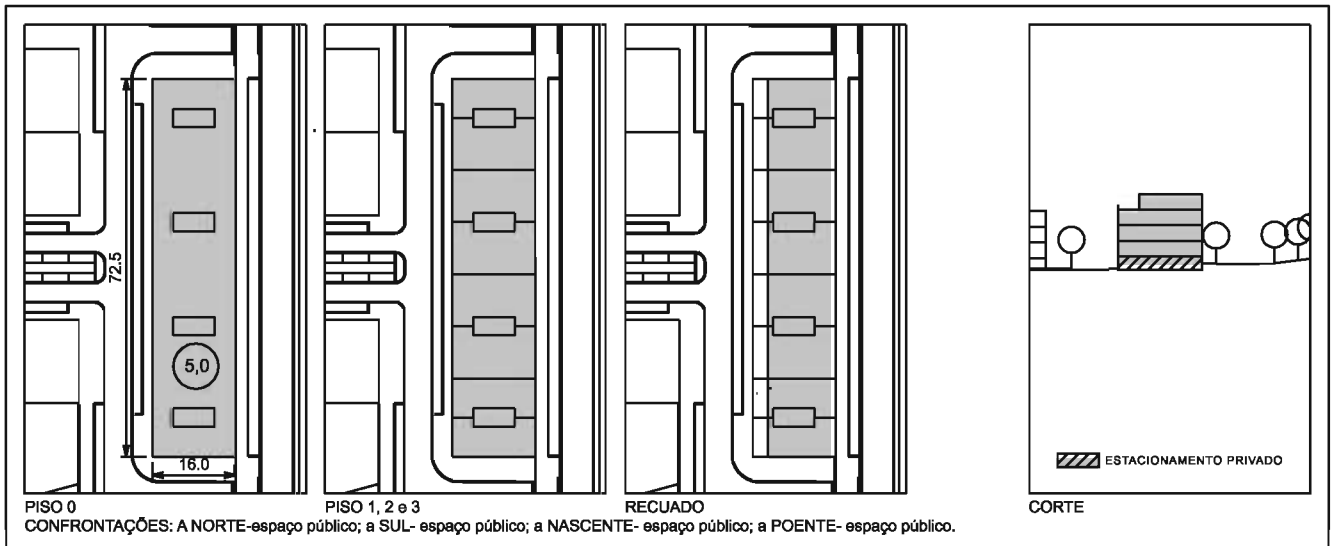 72.5
5,0
16.0
ESTACIONAMENTO PRIVADO
PISO 0
PISO 1, 2 e 3
RECUADO
CORTE
CONFRONTAÇÕES: A NORTE-espaço público; a SUL- espaço público; a NASCENTE- espaço público; a POENTE- espaço público.